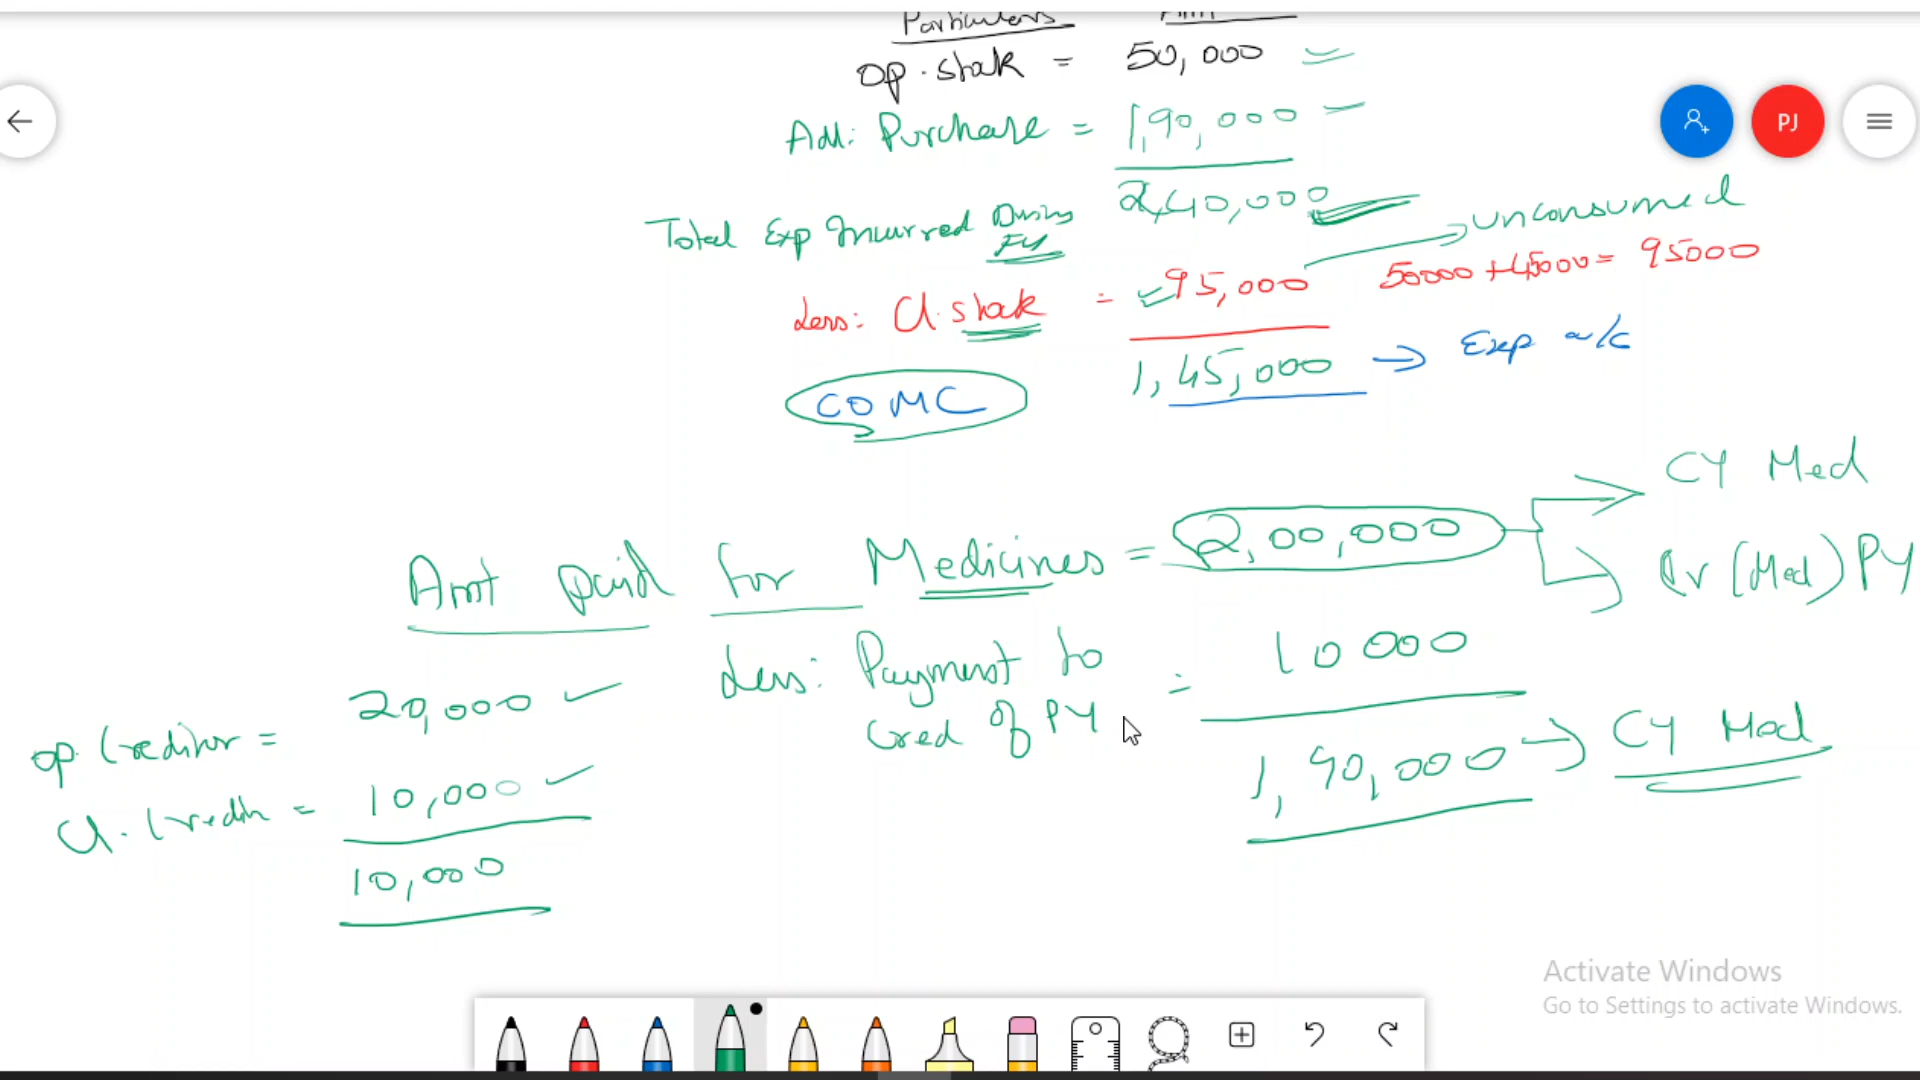 Particulars Amt
Op. stok = 50,000
Add: Purchase = 1,90,000
2,40,000
Total Exp Incurred During FY
unconsumed
50000 + 45000 = 95000
Less: Cl. stok = 95,000
1,45,000 → Exp a/c
COMC
CY Med
Amt paid for Medicines = 2,00,000
Cr (Med) PY
Less: Payment to Cred of PY = 10000
1,90,000 → CY Med
op. Creditor = 20,000
Cl. Credit = 10,000
10,000
PJ
Activate Windows
Go to Settings to activate Windows.